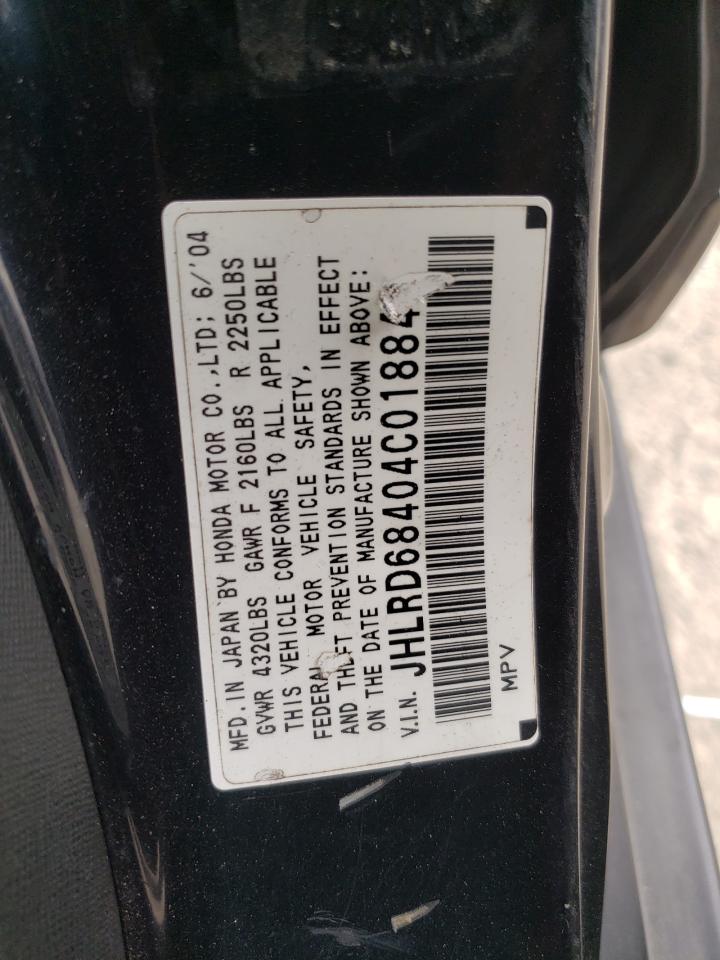 MFD. IN JAPAN BY HONDA MOTOR CO.,LTD; 6/'04
GVWR 4320LBS GAWR F 2160LBS R 2250LBS
THIS VEHICLE CONFORMS TO ALL APPLICABLE
FEDERAL MOTOR VEHICLE SAFETY,
AND THEFT PREVENTION STANDARDS IN EFFECT
ON THE DATE OF MANUFACTURE SHOWN ABOVE:
V.I.N. JHLRD68404C01884
MPV